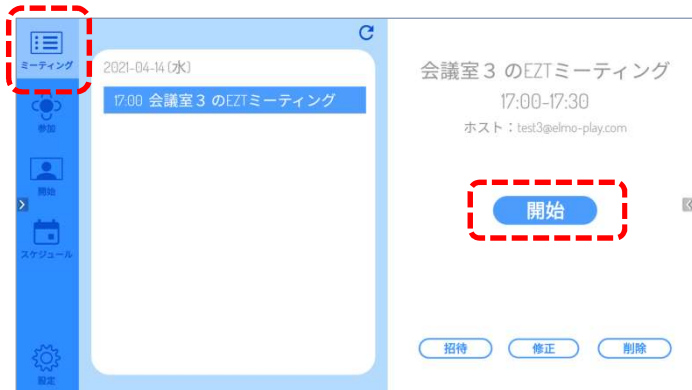 ミーティング
参加
開始
スケジュール
設定
2021-04-14 (水)
17:00 会議室３ のEZTミーティング
会議室３ のEZTミーティング
17:00-17:30
ホスト：test3@elmo-play.com
開始
招待
修正
削除